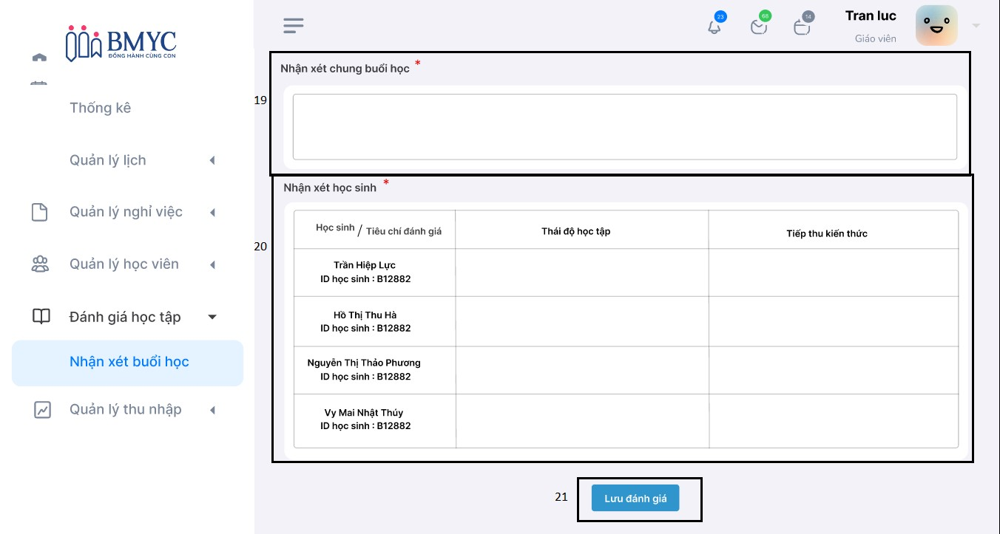 BMYC
ĐỒNG HÀNH CÙNG CON
23
68
14
Tran luc
Giáo viên
Thống kê
Quản lý lịch
Quản lý nghỉ việc
Quản lý học viên
Đánh giá học tập
Nhận xét buổi học
Quản lý thu nhập
Nhận xét chung buổi học *
19
Nhận xét học sinh *
20
Học sinh / Tiêu chí đánh giá
Thái độ học tập
Tiếp thu kiến thức
Trần Hiệp Lực
ID học sinh : B12882
Hồ Thị Thu Hà
ID học sinh : B12882
Nguyễn Thị Thảo Phương
ID học sinh : B12882
Vy Mai Nhật Thúy
ID học sinh : B12882
21
Lưu đánh giá